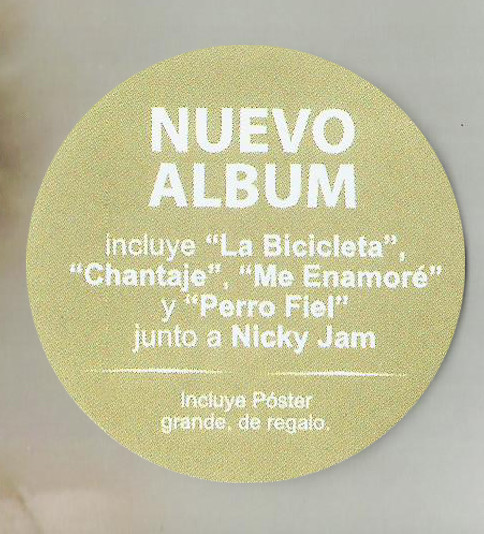 NUEVO
ALBUM
incluye “La Bicicleta”,
“Chantaje”, “Me Enamoré”
y “Perro Fiel”
junto a Nicky Jam
Incluye Póster
grande, de regalo.